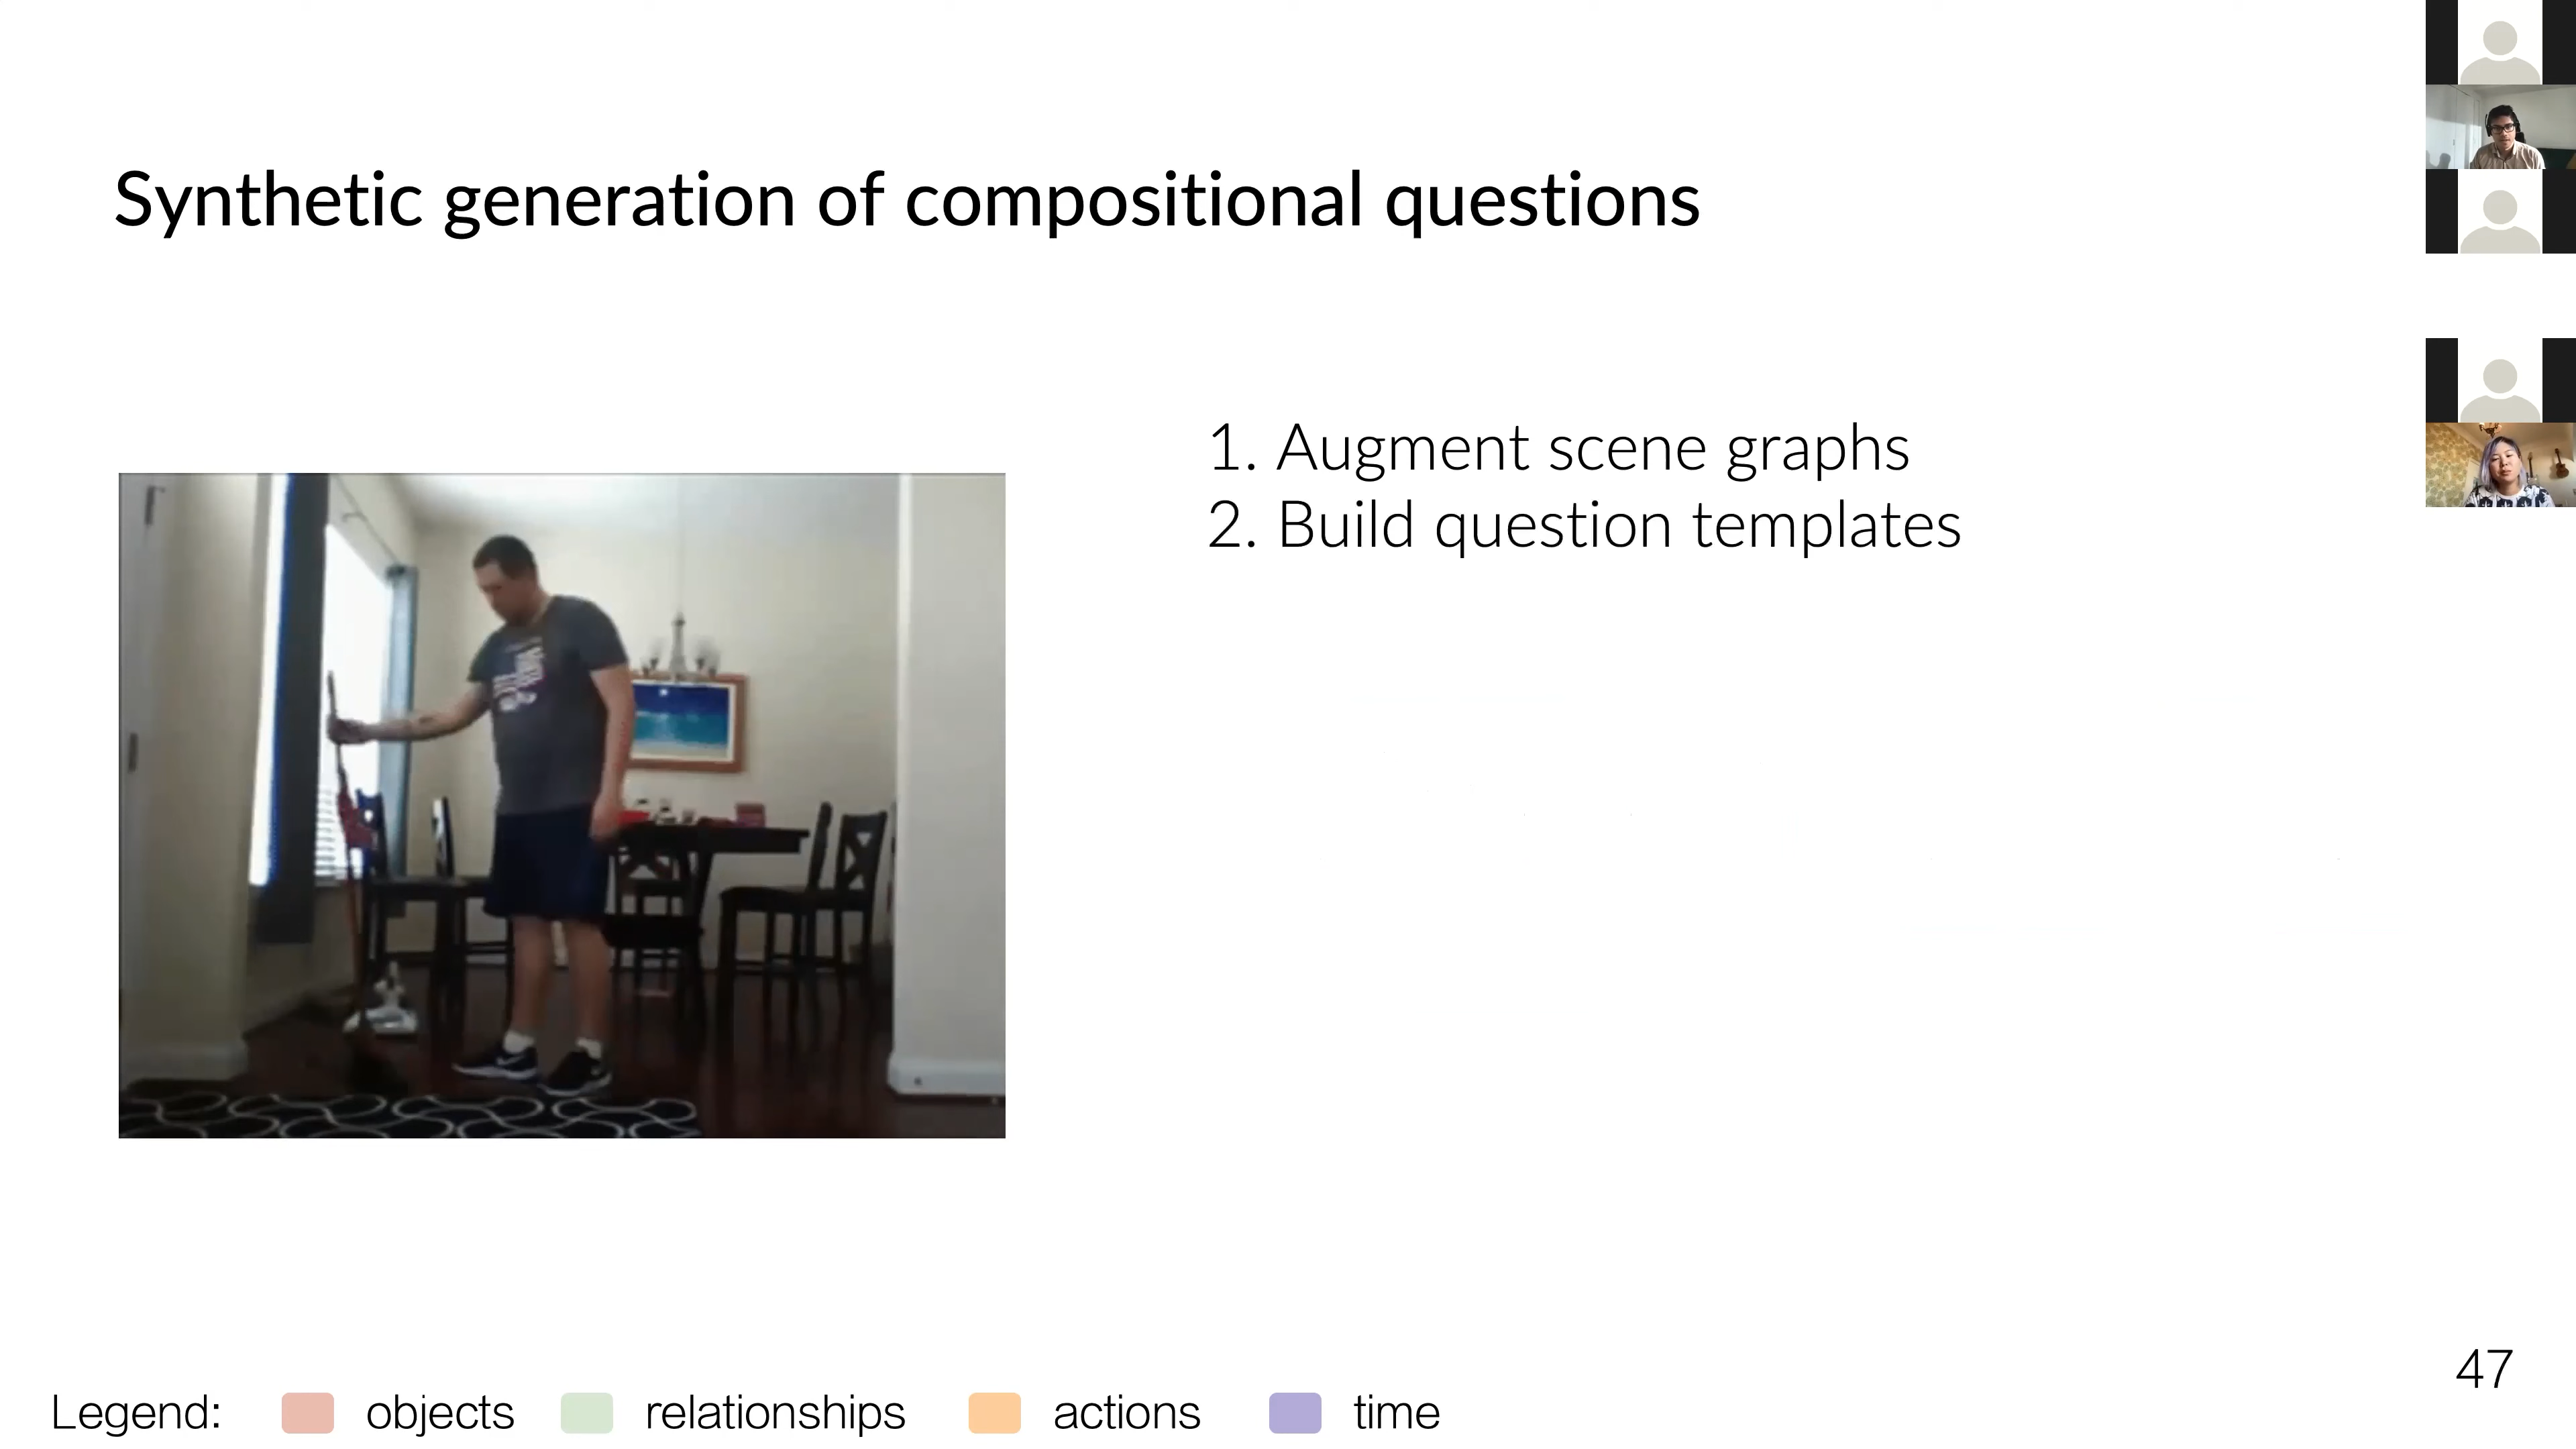 Synthetic generation of compositional questions
1. Augment scene graphs
2. Build question templates
47
Legend: objects relationships actions time